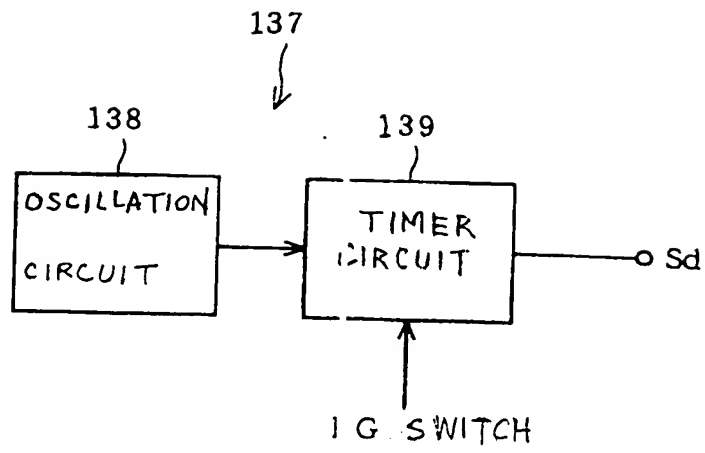 137
138
139
OSCILLATION
CIRCUIT
TIMER
CIRCUIT
Sd
IG SWITCH